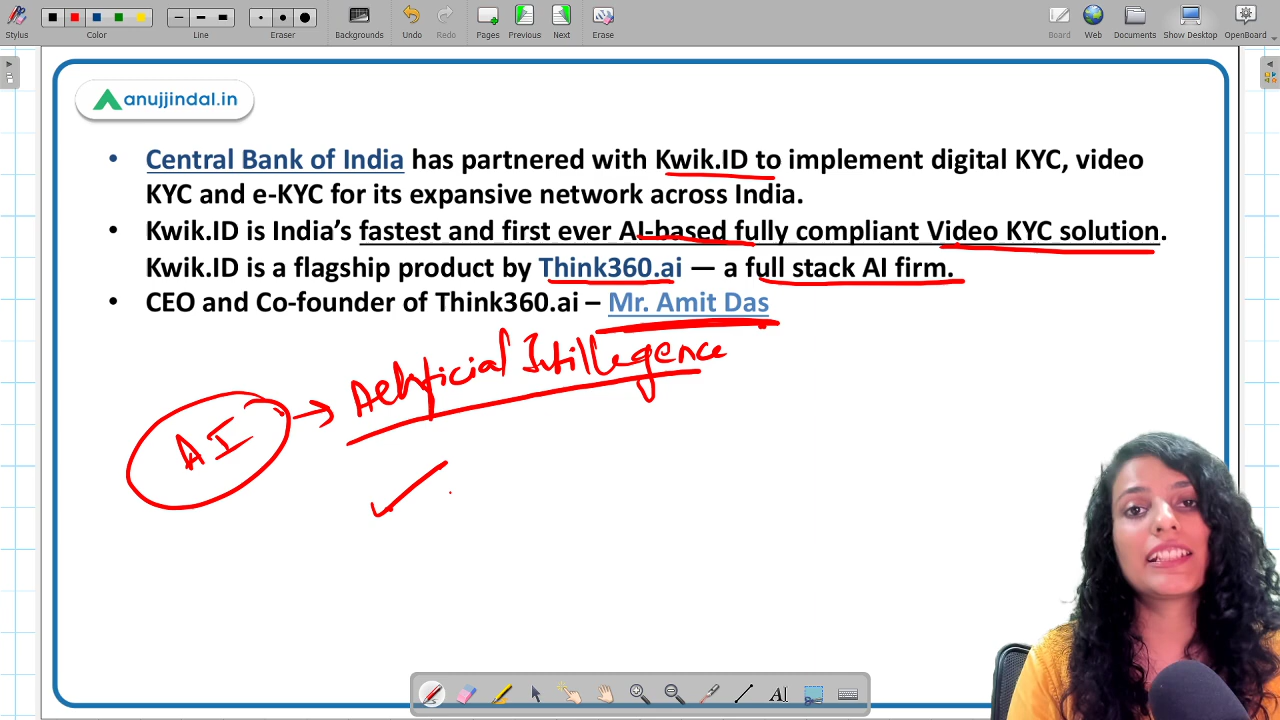 Stylus Color Line Eraser Backgrounds Undo Redo Pages Previous Next Erase Board Web Documents Show Desktop OpenBoard
anujjindal.in
• Central Bank of India has partnered with Kwik.ID to implement digital KYC, video
KYC and e-KYC for its expansive network across India.
• Kwik.ID is India’s fastest and first ever AI-based fully compliant Video KYC solution.
Kwik.ID is a flagship product by Think360.ai — a full stack AI firm.
• CEO and Co-founder of Think360.ai – Mr. Amit Das
AI → Artificial Intillegence